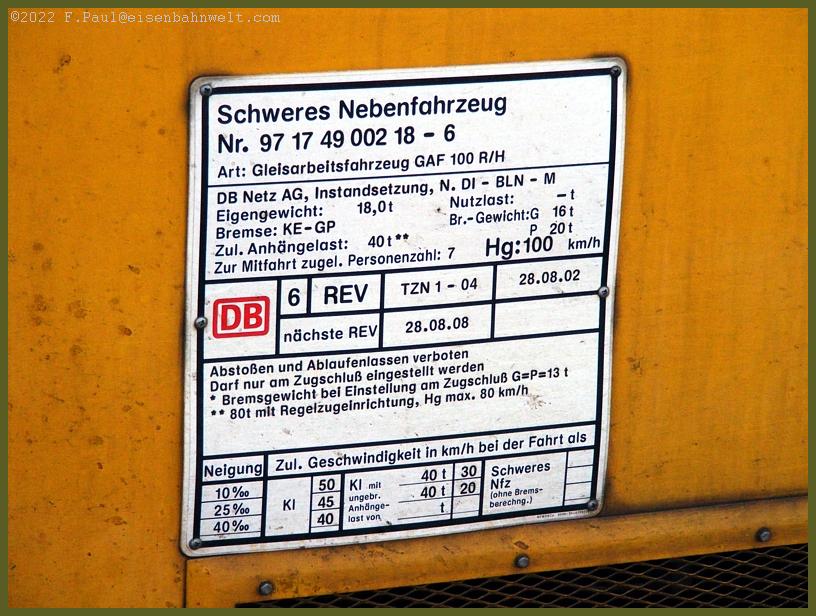 ©2022 F.Paul@eisenbahnwelt.com
Schweres Nebenfahrzeug
Nr. 97 17 49 002 18 - 6
Art: Gleisarbeitsfahrzeug GAF 100 R/H
DB Netz AG, Instandsetzung, N. DI - BLN - M
Eigengewicht: 18,0t Nutzlast: - t
Bremse: KE-GP Br.-Gewicht:G 16t
Zul. Anhängelast: 40t** P 20t
Zur Mitfahrt zugel. Personenzahl: 7 Hg:100 km/h
DB 6 REV TZN 1 - 04 28.08.02
nächste REV 28.08.08
Abstoßen und Ablaufenlassen verboten
Darf nur am Zugschluß eingestellt werden
* Bremsgewicht bei Einstellung am Zugschluß G=P=13 t
** 80t mit Regelzugeinrichtung, Hg max. 80 km/h
Neigung Zul. Geschwindigkeit in km/h bei der Fahrt als
10‰ Kl 50 Kl mit 40 t 30 Schweres
25‰ 45 ungebr. 40 t 20 Nfz
40‰ 40 Anhänge- t (ohne Brems-
last von berechng.)